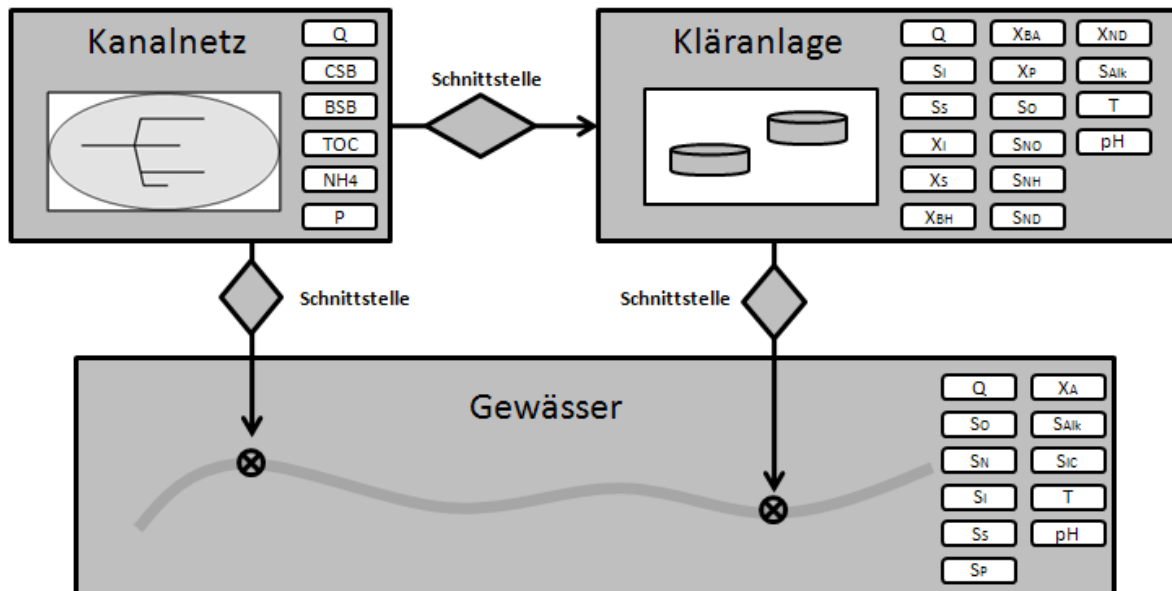 Kanalnetz
Q
CSB
BSB
TOC
NH4
P
Schnittstelle
Kläranlage
Q XBA XND
SI XP SAlk
SS SO T
XI SNO pH
XS SNH
XBH SND
Schnittstelle
Schnittstelle
Gewässer
Q XA
SO SAlk
SN SIC
SI T
SS pH
SP